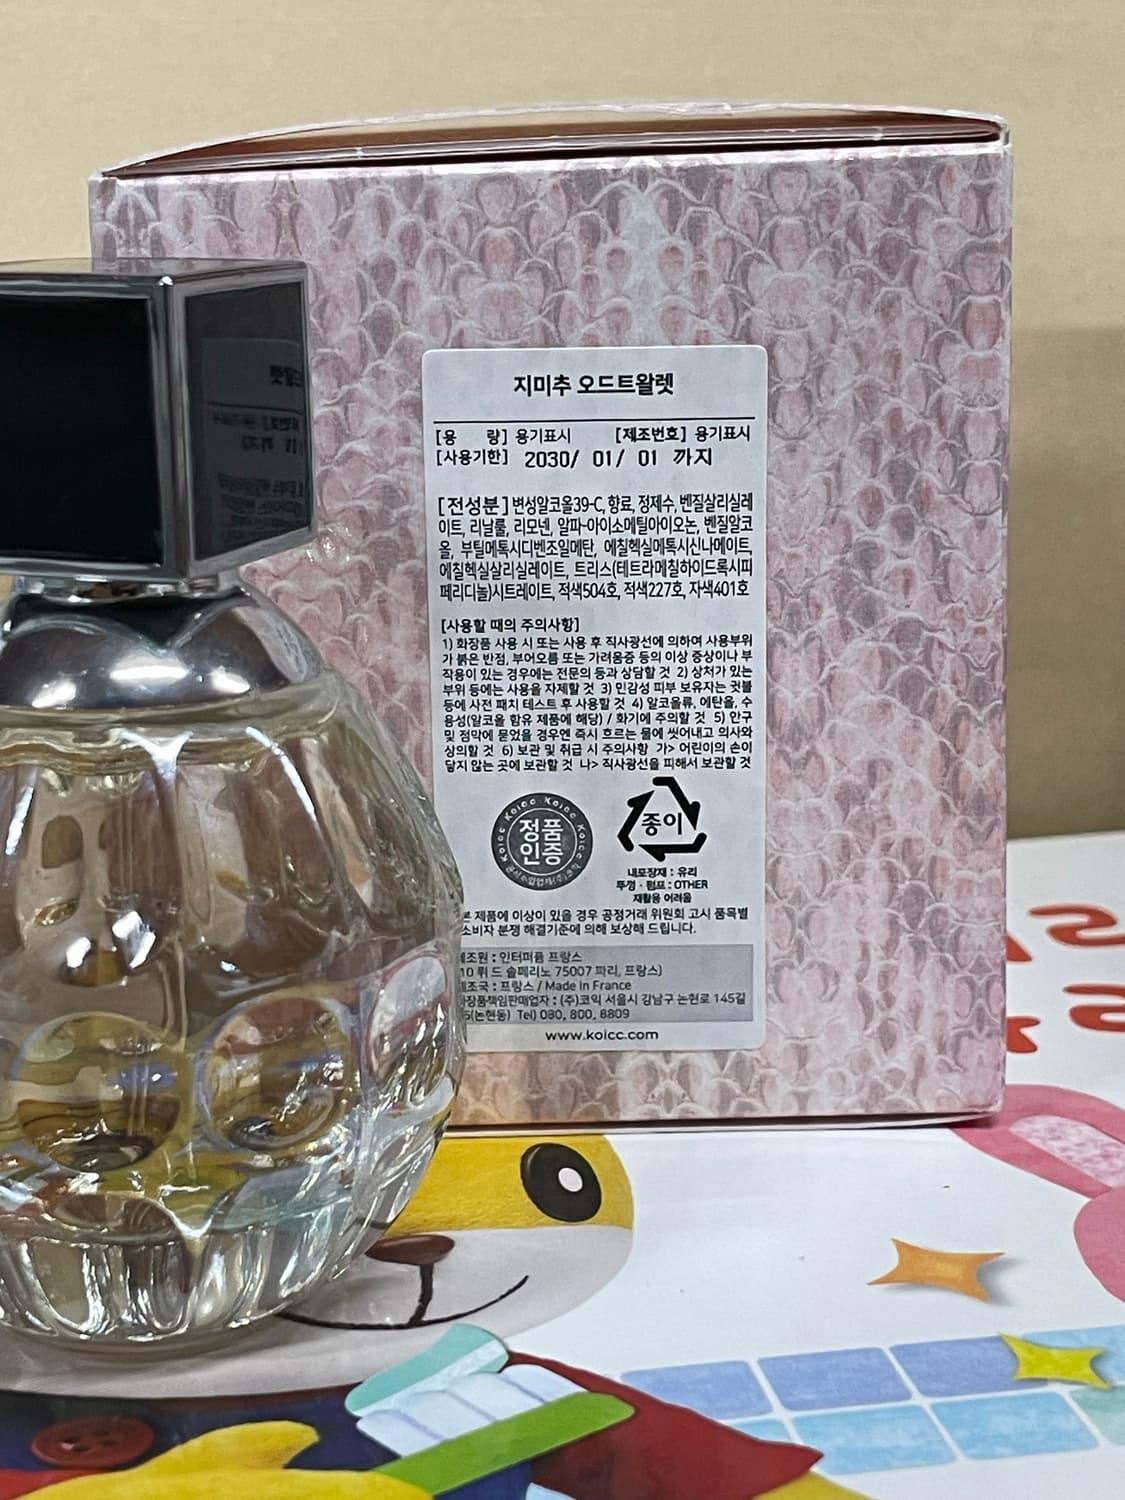 지미추 오드트왈렛
[용 량] 용기표시 [제조번호] 용기표시
[사용기한] 2030/ 01/ 01 까지
[전성분] 변성알코올39-C, 향료, 정제수, 벤질살리실레
이트, 리날룰, 리모넨, 알파-아이소메틸아이오논, 벤질알코
올, 부틸메톡시디벤조일메탄, 에칠헥실메톡시신나메이트,
에칠헥실살리실레이트, 트리스(테트라메칠하이드록시피
페리디놀)시트레이트, 적색504호, 적색227호, 자색401호
[사용할 때의 주의사항]
1) 화장품 사용 시 또는 사용 후 직사광선에 의하여 사용부위
가 붉은 반점, 부어오름 또는 가려움증 등의 이상 증상이나 부
작용이 있는 경우에는 전문의 등과 상담할 것 2) 상처가 있는
부위 등에는 사용을 자제할 것 3) 민감성 피부 보유자는 귓볼
등에 사전 패치 테스트 후 사용할 것 4) 알코올류, 에탄올, 수
용성(알코올 함유 제품에 해당) / 화기에 주의할 것 5) 안구
및 점막에 묻었을 경우엔 즉시 흐르는 물에 씻어내고 의사와
상의할 것 6) 보관 및 취급 시 주의사항 가> 어린이의 손이
닿지 않는 곳에 보관할 것 나> 직사광선을 피해서 보관할 것
Koicc Koicc Koicc
정품
인증
종이
내포장재 : 유리
뚜껑 · 펌프 : OTHER
재활용 어려움
본 제품에 이상이 있을 경우 공정거래 위원회 고시 품목별
소비자 분쟁 해결기준에 의해 보상해 드립니다.
제조원 : 인터퍼퓸 프랑스
10 뤼 드 솔페리노 75007 파리, 프랑스)
제조국 : 프랑스 / Made in France
화장품책임판매업자 : (주)코익 서울시 강남구 논현로 145길
5(논현동) Tel) 080. 800. 8809
www.koicc.com